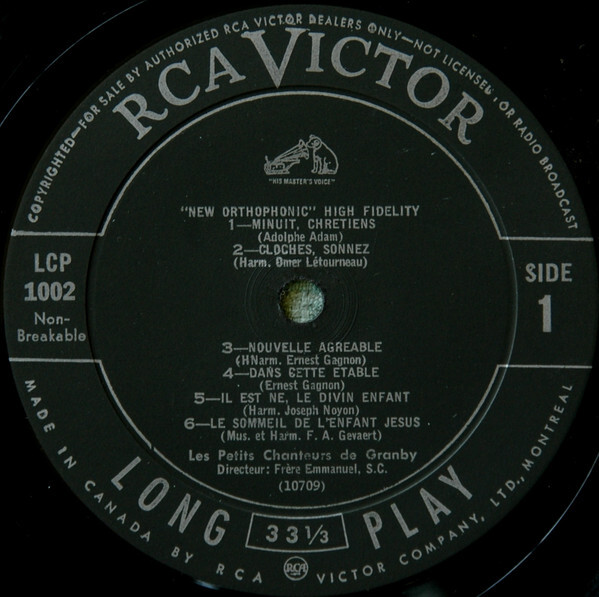 COPYRIGHTED—FOR SALE BY AUTHORIZED RCA VICTOR DEALERS ONLY—NOT LICENSED FOR RADIO BROADCAST
RCA VICTOR
"HIS MASTER'S VOICE"
"NEW ORTHOPHONIC" HIGH FIDELITY
1—MINUIT, CHRETIENS
(Adolphe Adam)
2—CLOCHES, SONNEZ
(Harm. Omer Létourneau)
LCP
1002
Non-
Breakable
SIDE
1
3—NOUVELLE AGREABLE
(HNarm. Ernest Gagnon)
4—DANS CETTE ETABLE
(Ernest Gagnon)
5—IL EST NE, LE DIVIN ENFANT
(Harm. Joseph Noyon)
6—LE SOMMEIL DE L'ENFANT JESUS
(Mus. et Harm. F. A. Gevaert)
Les Petits Chanteurs de Granby
Directeur: Frère Emmanuel, S.C.
(10709)
LONG 33 1/3 PLAY
MADE IN CANADA BY RCA RCA VICTOR COMPANY, LTD., MONTREAL